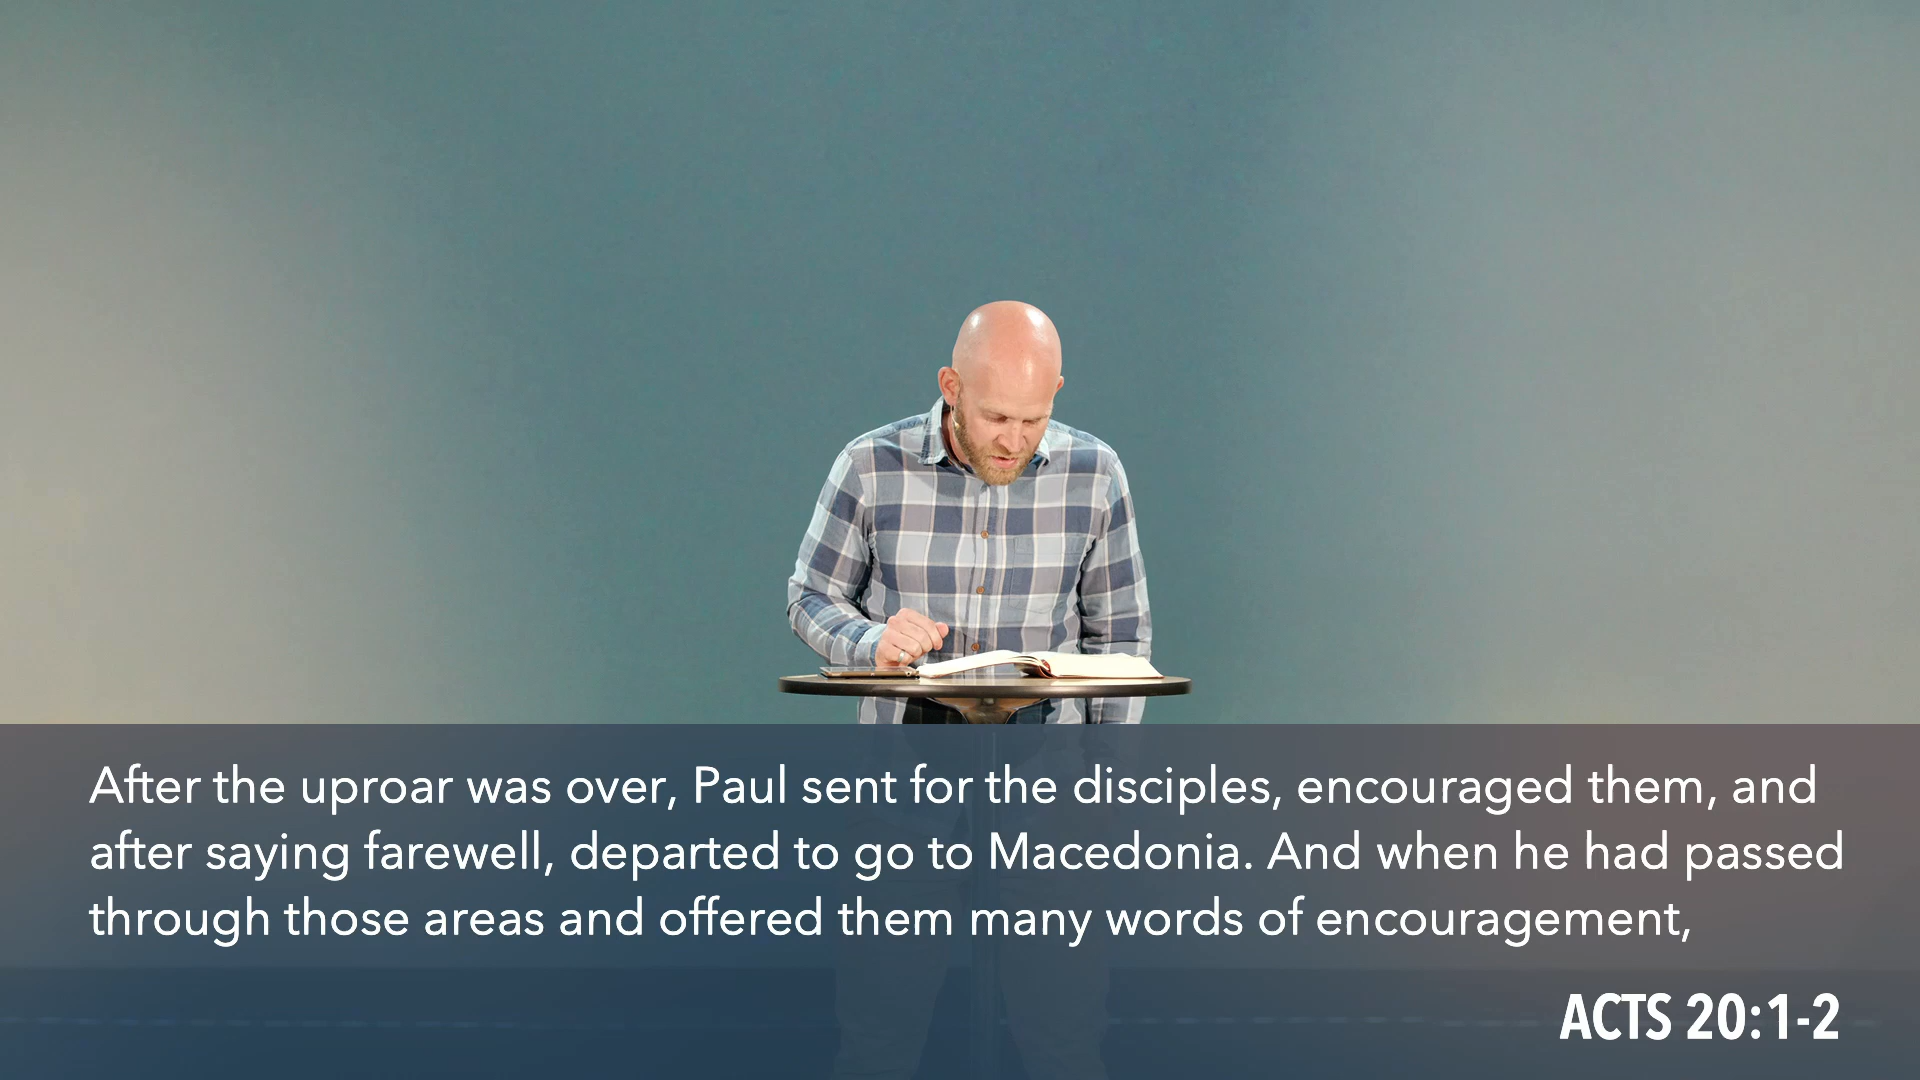 After the uproar was over, Paul sent for the disciples, encouraged them, and
after saying farewell, departed to go to Macedonia. And when he had passed
through those areas and offered them many words of encouragement,
ACTS 20:1-2